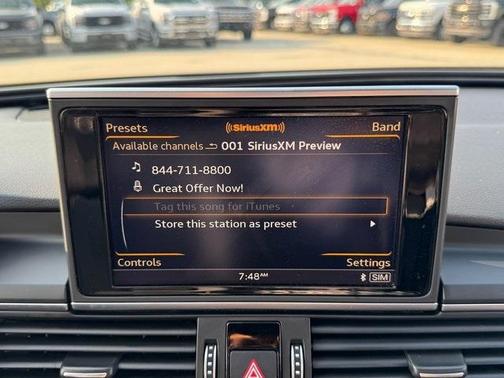 Presets
((SiriusXM))
Band
Available channels 001 SiriusXM Preview
844-711-8800
Great Offer Now!
Tag this song for iTunes
Store this station as preset
Controls
Settings
7:48AM
SIM